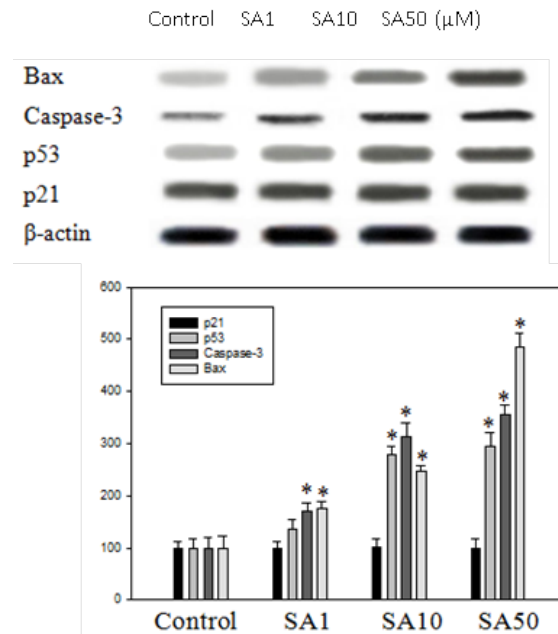 Control SA1 SA10 SA50 (μM)
Bax
Caspase-3
p53
p21
β-actin
600
500
400
300
200
100
0
p21
p53
Caspase-3
Bax
* *
* * *
* * *
Control SA1 SA10 SA50